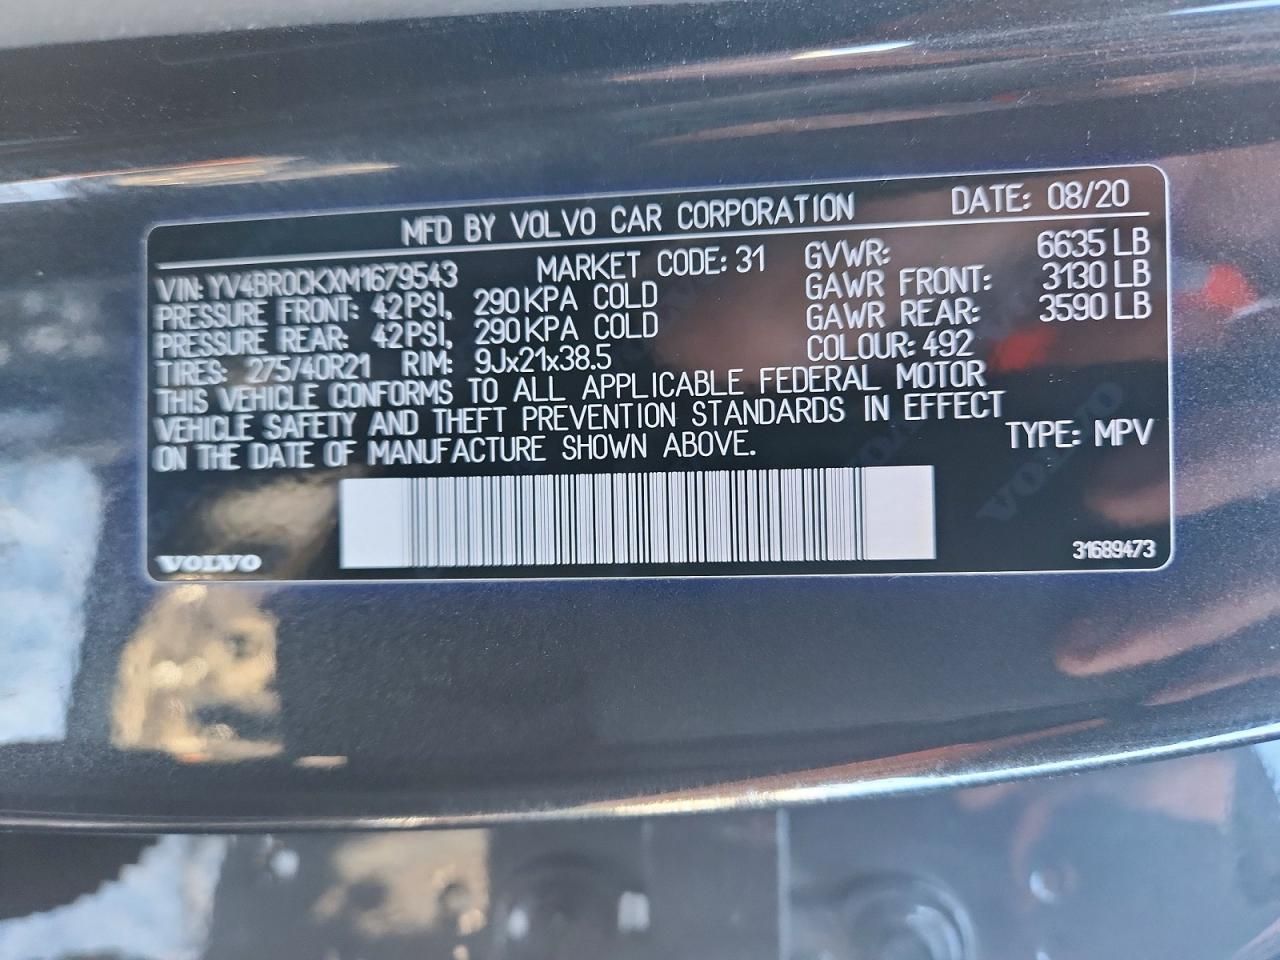 MFD BY VOLVO CAR CORPORATION DATE: 08/20
VIN: YV4BR0CKXM1679543 MARKET CODE: 31 GVWR: 6635 LB
PRESSURE FRONT: 42PSI, 290KPA COLD GAWR FRONT: 3130 LB
PRESSURE REAR: 42PSI, 290KPA COLD GAWR REAR: 3590 LB
TIRES: 275/40R21 RIM: 9Jx21x38.5 COLOUR: 492
THIS VEHICLE CONFORMS TO ALL APPLICABLE FEDERAL MOTOR
VEHICLE SAFETY AND THEFT PREVENTION STANDARDS IN EFFECT
ON THE DATE OF MANUFACTURE SHOWN ABOVE. TYPE: MPV
VOLVO 31689473
VOLVO